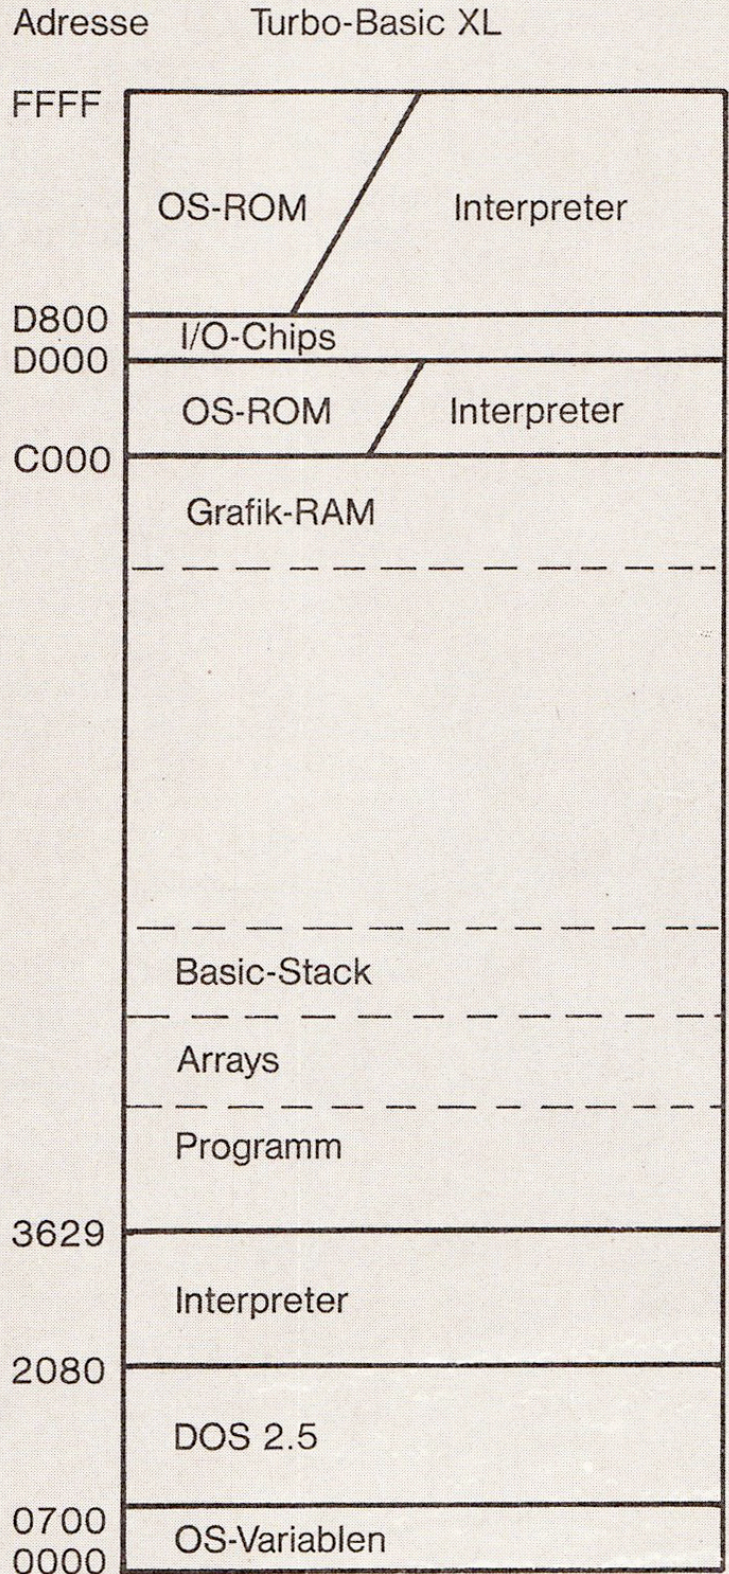 Adresse Turbo-Basic XL
FFFF
OS-ROM Interpreter
D800
I/O-Chips
D000
OS-ROM Interpreter
C000
Grafik-RAM
Basic-Stack
Arrays
Programm
3629
Interpreter
2080
DOS 2.5
0700
OS-Variablen
0000